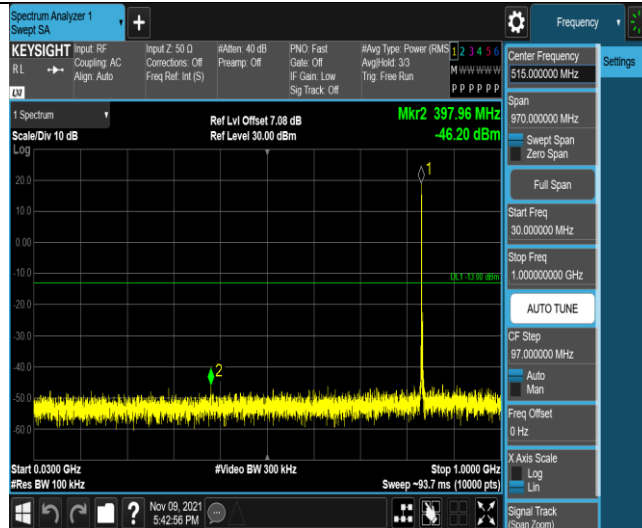 Spectrum Analyzer 1
Swept SA
Frequency
KEYSIGHT
RL
LXI
Input: RF
Coupling: AC
Align: Auto
Input Z: 50 Ω
Corrections: Off
Freq Ref: Int (S)
#Atten: 40 dB
Preamp: Off
PNO: Fast
Gate: Off
IF Gain: Low
Sig Track: Off
#Avg Type: Power (RMS
Avg|Hold: 3/3
Trig: Free Run
1 2 3 4 5 6
M W W W W W
P P P P P P
Center Frequency
515.000000 MHz
Settings
Span
970.000000 MHz
Swept Span
Zero Span
Full Span
Start Freq
30.000000 MHz
Stop Freq
1.000000000 GHz
AUTO TUNE
CF Step
97.000000 MHz
Auto
Man
Freq Offset
0 Hz
X Axis Scale
Log
Lin
Signal Track
(Span Zoom)
1 Spectrum
Scale/Div 10 dB
Ref Lvl Offset 7.08 dB
Ref Level 30.00 dBm
Mkr2 397.96 MHz
-46.20 dBm
Log
1
20.0
10.0
0.00
-10.0
DL1 -13.00 dBm
-20.0
-30.0
-40.0
2
-50.0
-60.0
Start 0.0300 GHz
#Res BW 100 kHz
#Video BW 300 kHz
Stop 1.0000 GHz
Sweep ~93.7 ms (10000 pts)
?
Nov 09, 2021
5:42:56 PM